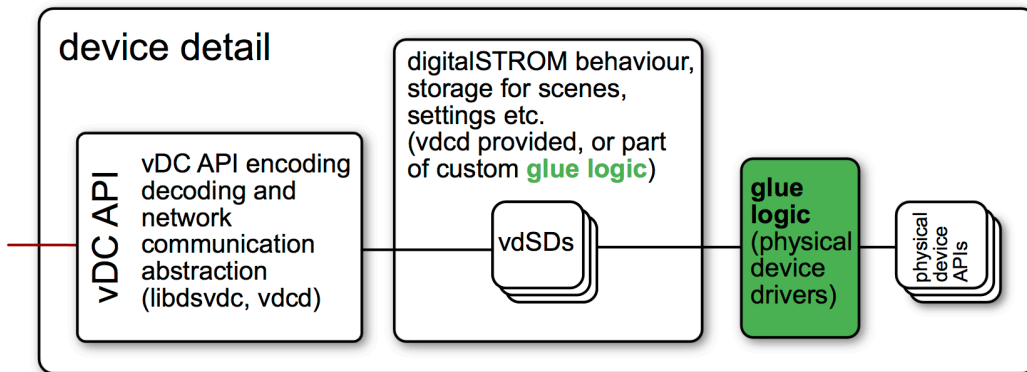 device detail
vDC API
vDC API encoding
decoding and
network
communication
abstraction
(libdsvdc, vdcd)
digitalSTROM behaviour,
storage for scenes,
settings etc.
(vdcd provided, or part
of custom glue logic)
vdSDs
glue
logic
(physical
device
drivers)
physical
device
APIs